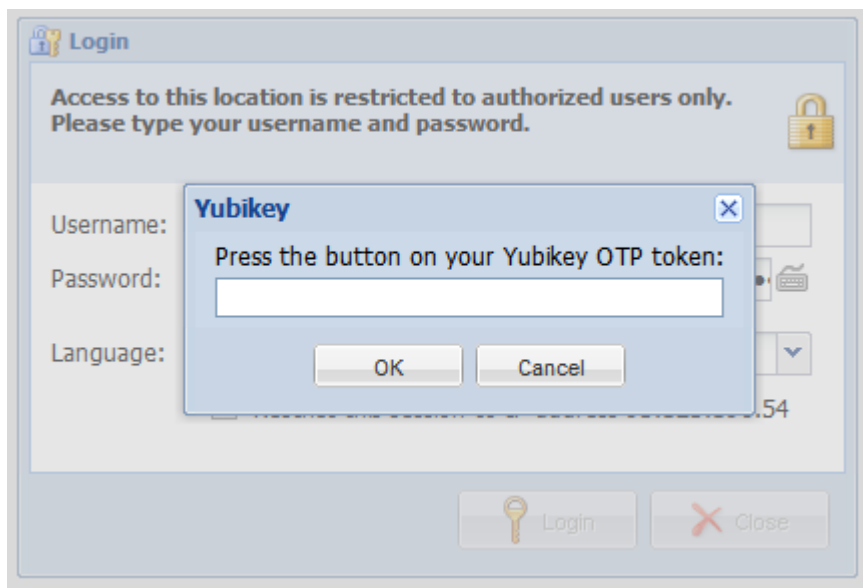 Login
Access to this location is restricted to authorized users only.
Please type your username and password.
Username:
Password:
Language:
Yubikey
Press the button on your Yubikey OTP token:
OK
Cancel
.54
Login
Close